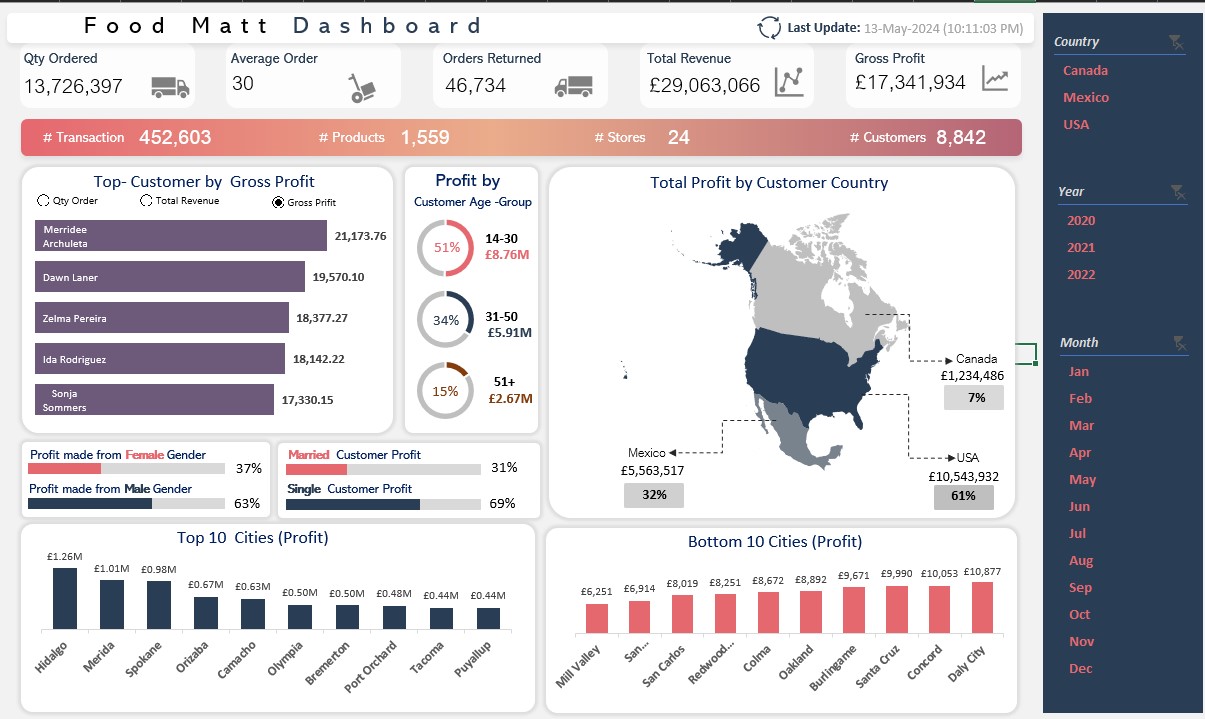 Food Matt Dashboard
Last Update: 13-May-2024 (10:11:03 PM)
Qty Ordered
13,726,397
Average Order
30
Orders Returned
46,734
Total Revenue
£29,063,066
Gross Profit
£17,341,934
# Transaction 452,603
# Products 1,559
# Stores 24
# Customers 8,842
Top- Customer by Gross Profit
Qty Order
Total Revenue
Gross Prifit
Merridee
Archuleta
21,173.76
Dawn Laner
19,570.10
Zelma Pereira
18,377.27
Ida Rodriguez
18,142.22
Sonja
Sommers
17,330.15
Profit by
Customer Age -Group
51%
14-30
£8.76M
34%
31-50
£5.91M
15%
51+
£2.67M
Total Profit by Customer Country
Canada
£1,234,486
7%
Mexico
£5,563,517
32%
USA
£10,543,932
61%
Profit made from Female Gender
37%
Profit made from Male Gender
63%
Married Customer Profit
31%
Single Customer Profit
69%
Top 10 Cities (Profit)
£1.26M
£1.01M
£0.98M
£0.67M
£0.63M
£0.50M
£0.50M
£0.48M
£0.44M
£0.44M
Hidalgo
Merida
Spokane
Orizaba
Camacho
Olympia
Bremerton
Port Orchard
Tacoma
Puyallup
Bottom 10 Cities (Profit)
£6,251
£6,914
£8,019
£8,251
£8,672
£8,892
£9,671
£9,990
£10,053
£10,877
Mill Valley
San...
San Carlos
Redwood...
Colma
Oakland
Burlingame
Santa Cruz
Concord
Daly City
Country
Canada
Mexico
USA
Year
2020
2021
2022
Month
Jan
Feb
Mar
Apr
May
Jun
Jul
Aug
Sep
Oct
Nov
Dec